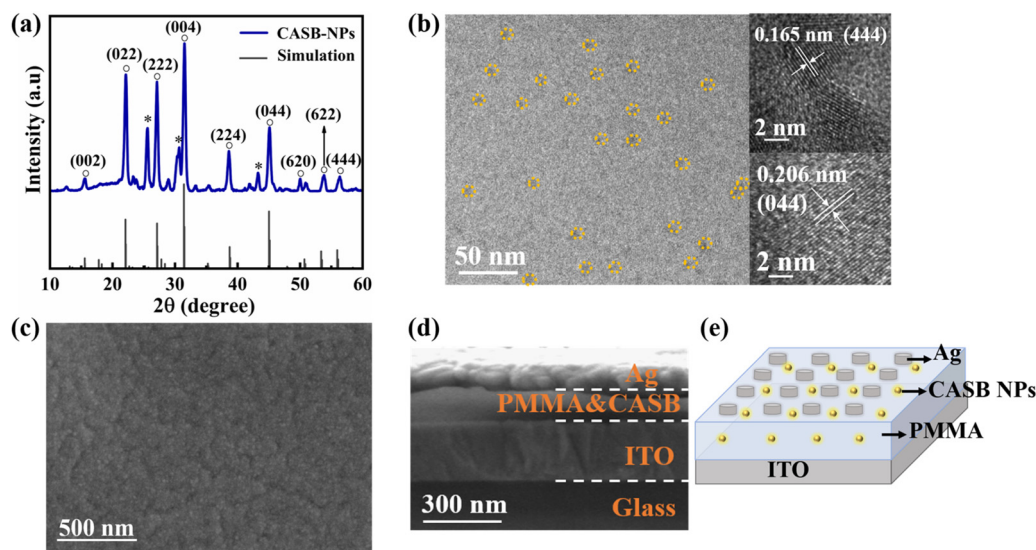 (a)
Intensity (a.u)
CASB-NPs
Simulation
(002)
(022)
*
(222)
*
(004)
(224)
*
(044)
(620)
(622)
(444)
10 20 30 40 50 60
2θ (degree)
(b)
50 nm
0.165 nm (444)
2 nm
0.206 nm
(044)
2 nm
(c)
500 nm
(d)
Ag
PMMA&CASB
ITO
Glass
300 nm
(e)
Ag
CASB NPs
PMMA
ITO